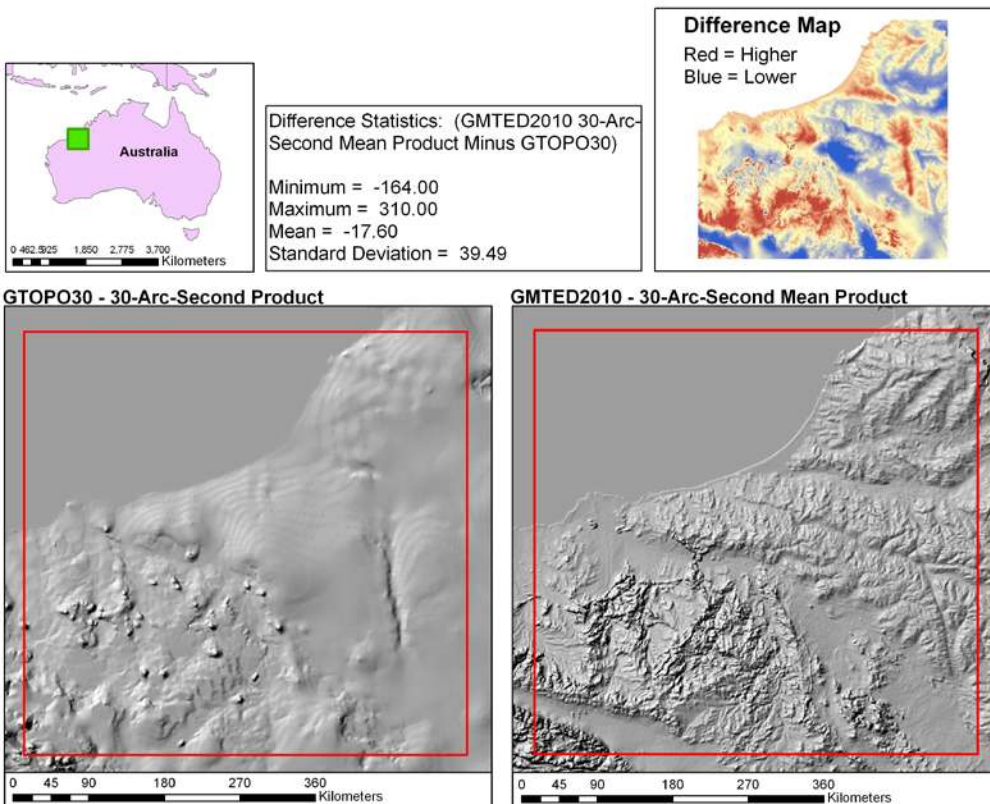 Australia
0 462.5925 1,850 2,775 3,700
Kilometers
Difference Statistics: (GMTED2010 30-Arc-
Second Mean Product Minus GTOPO30)
Minimum = -164.00
Maximum = 310.00
Mean = -17.60
Standard Deviation = 39.49
Difference Map
Red = Higher
Blue = Lower
GTOPO30 - 30-Arc-Second Product
0 45 90 180 270 360
Kilometers
GMTED2010 - 30-Arc-Second Mean Product
0 45 90 180 270 360
Kilometers